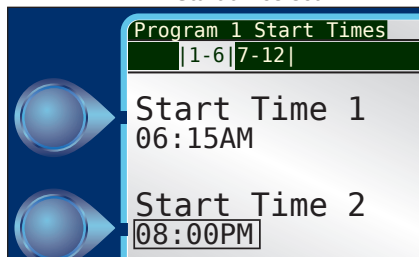 Program 1 Start Times
|1-6|7-12|
Start Time 1
06:15AM
Start Time 2
08:00PM